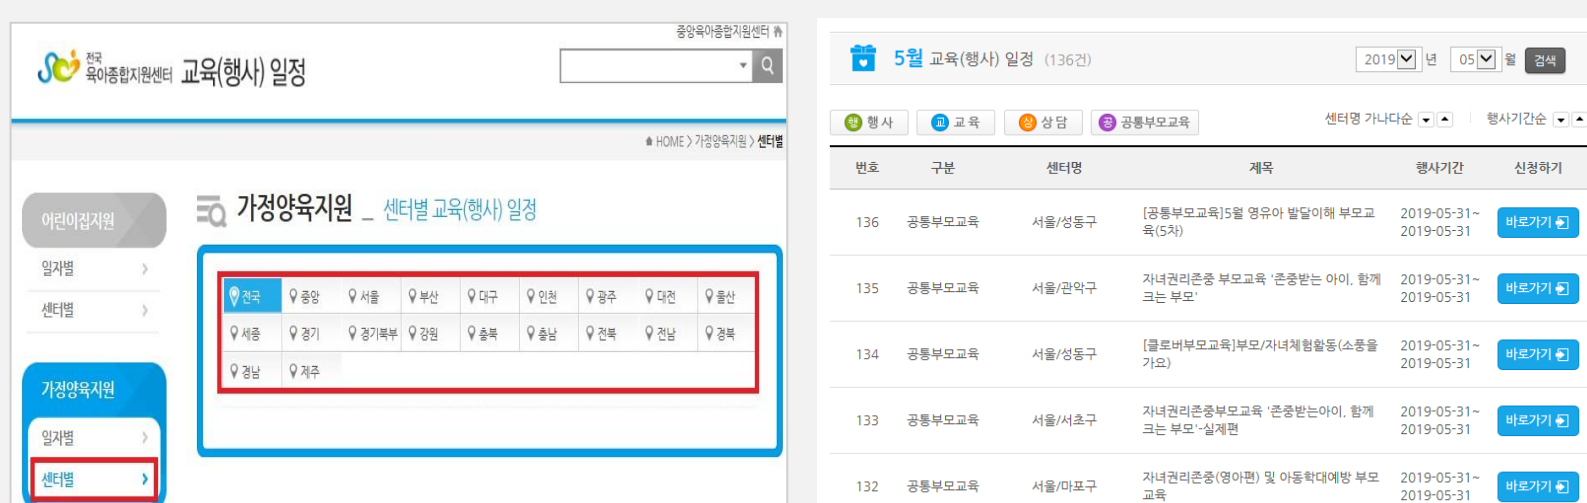 중앙육아종합지원센터
전국
육아종합지원센터 교육(행사) 일정
HOME > 가정양육지원 > 센터별
어린이집지원
일자별
센터별
가정양육지원
일자별
센터별
가정양육지원 _ 센터별 교육(행사) 일정
전국 중앙 서울 부산 대구 인천 광주 대전 울산
세종 경기 경기북부 강원 충북 충남 전북 전남 경북
경남 제주
5월 교육(행사) 일정 (136건)
2019 년 05 월 검색
행 행사 교 교육 상 상담 공 공통부모교육
센터명 가나다순 행사기간순
번호 구분 센터명 제목 행사기간 신청하기
136 공통부모교육 서울/성동구 [공통부모교육]5월 영유아 발달이해 부모교 2019-05-31~ 바로가기
육(5차) 2019-05-31
135 공통부모교육 서울/관악구 자녀권리존중 부모교육 '존중받는 아이, 함께 2019-05-31~ 바로가기
크는 부모' 2019-05-31
134 공통부모교육 서울/성동구 [클로버부모교육]부모/자녀체험활동(소풍을 2019-05-31~ 바로가기
가요) 2019-05-31
133 공통부모교육 서울/서초구 자녀권리존중부모교육 '존중받는아이, 함께 2019-05-31~ 바로가기
크는 부모'-실제편 2019-05-31
132 공통부모교육 서울/마포구 자녀권리존중(영아편) 및 아동학대예방 부모 2019-05-31~ 바로가기
교육 2019-05-31